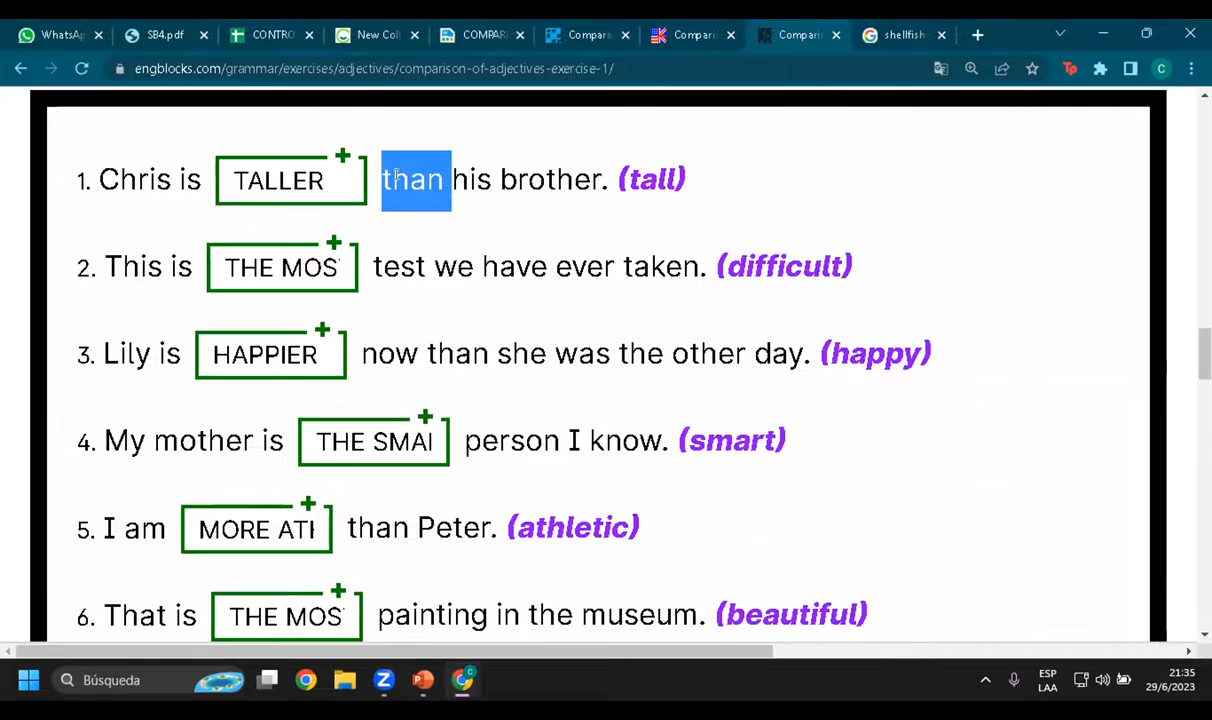 WhatsAp
SB4.pdf
CONTRO
New Coll
COMPAR
Compara
Compari
Compari
shellfish
engblocks.com/grammar/exercises/adjectives/comparison-of-adjectives-exercise-1/
1. Chris is TALLER than his brother. (tall)
2. This is THE MOS test we have ever taken. (difficult)
3. Lily is HAPPIER now than she was the other day. (happy)
4. My mother is THE SMAI person I know. (smart)
5. I am MORE ATI than Peter. (athletic)
6. That is THE MOS painting in the museum. (beautiful)
Búsqueda
ESP
LAA
21:35
29/6/2023